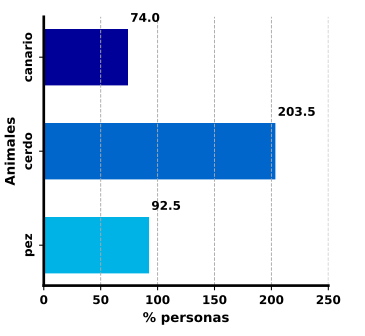 74.0
canario
203.5
cerdo
92.5
pez
Animales
0 50 100 150 200 250
% personas